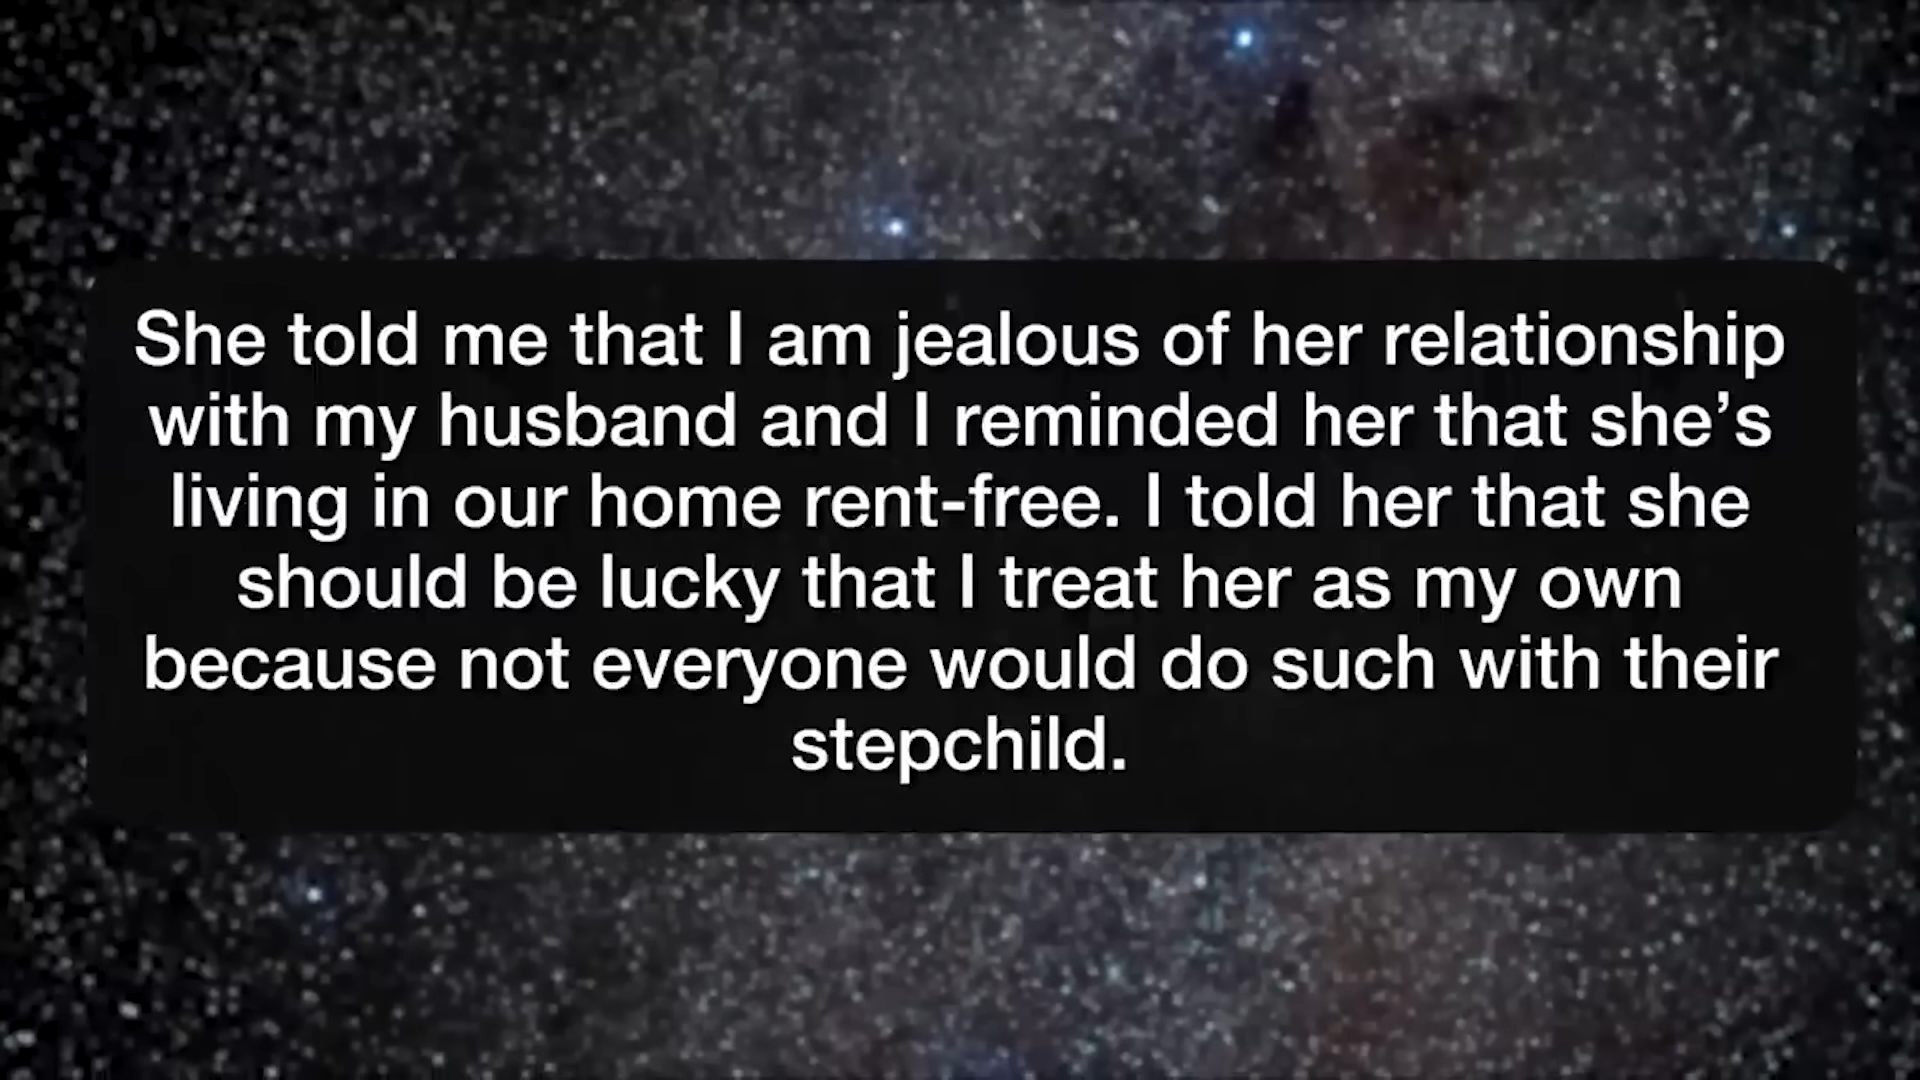 She told me that I am jealous of her relationship
with my husband and I reminded her that she’s
living in our home rent-free. I told her that she
should be lucky that I treat her as my own
because not everyone would do such with their
stepchild.